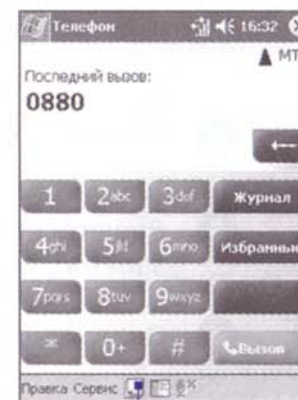 Телефон 16:32
МТ
Последний вызов:
0880
1 2abc 3def Журнал
4ghi 5jkl 6mno Избранные
7pqrs 8tuv 9wxyz
* 0+ # Вызов
Правка Сервис